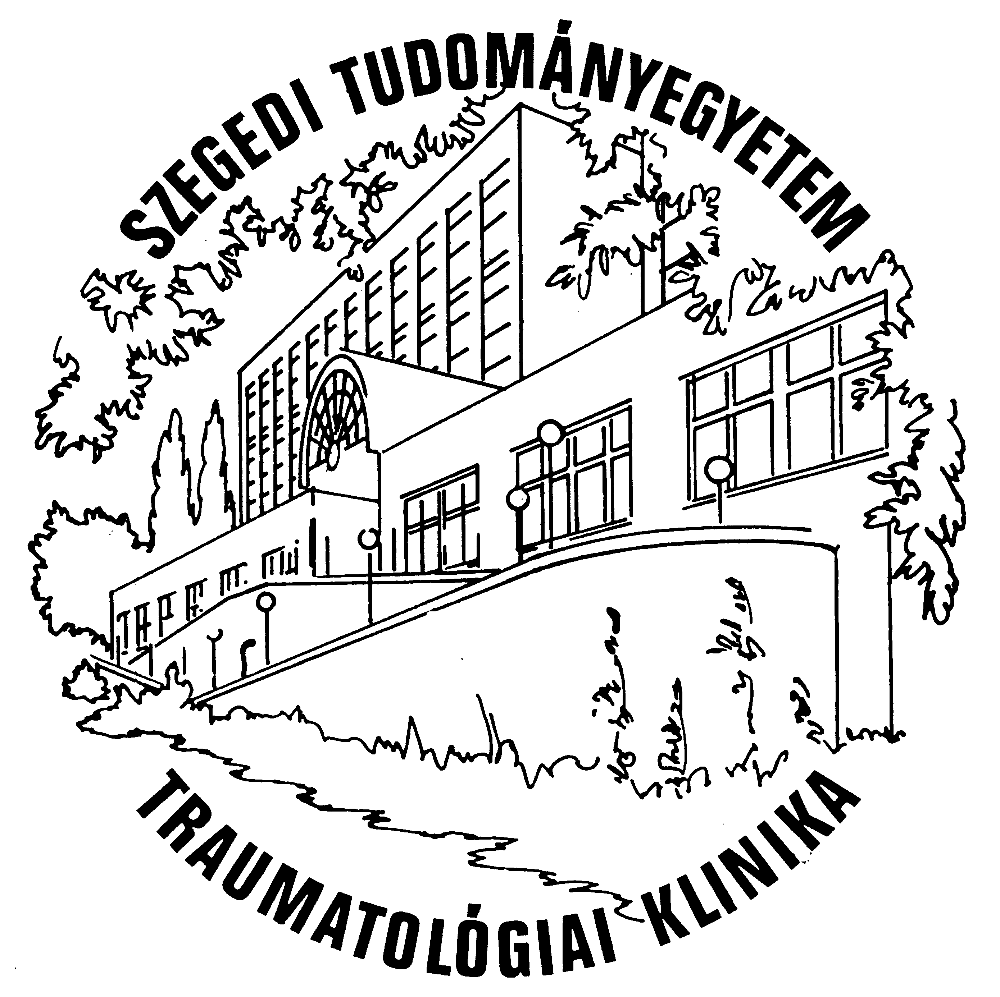 SZEGEDI TUDOMÁNYEGYETEM
TRAUMATOLÓGIAI KLINIKA